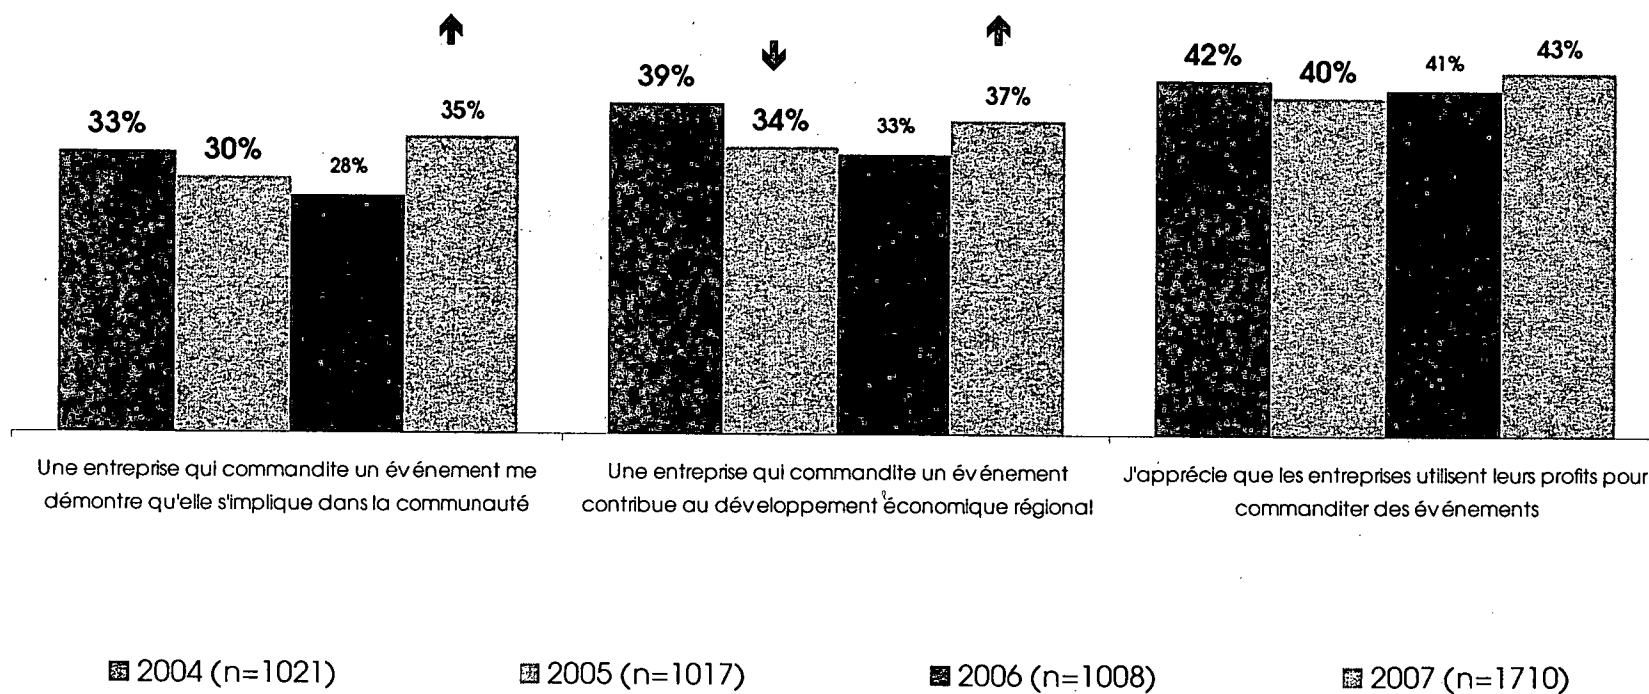 33%
30%
28%
35%
39%
34%
33%
37%
42%
40%
41%
43%
Une entreprise qui commandite un événement me
démontre qu'elle s'implique dans la communauté
Une entreprise qui commandite un événement
contribue au développement économique régional
J'apprécie que les entreprises utilisent leurs profits pour
commanditer des événements
2004 (n=1021)
2005 (n=1017)
2006 (n=1008)
2007 (n=1710)